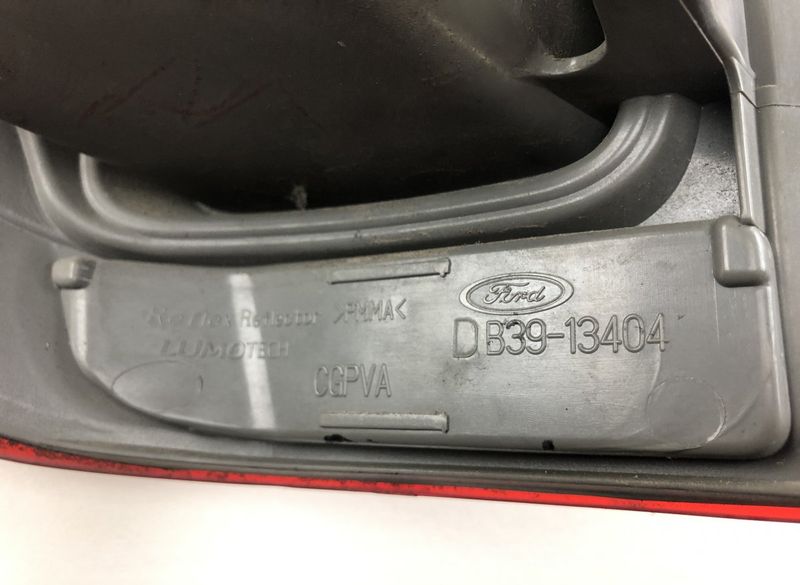 Reflex Reflector >PMMA<
LUMOTECH
CGPVA
Ford
DB39-13404